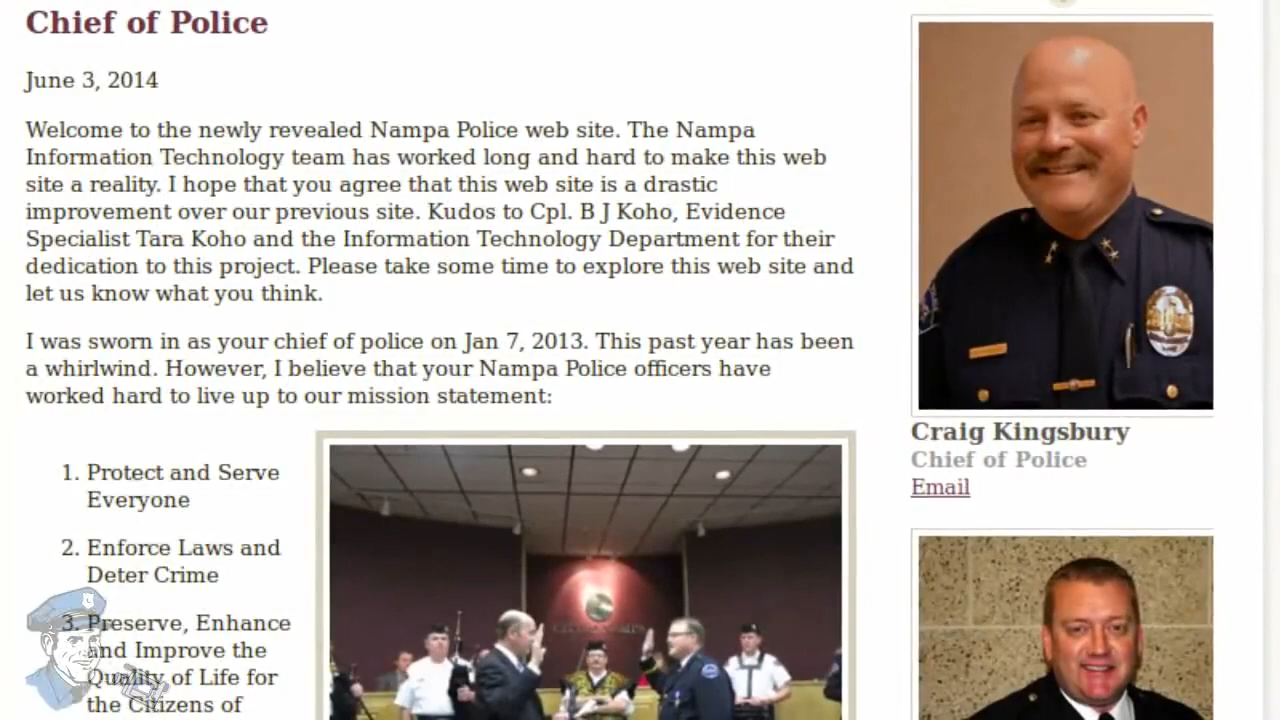 Chief of Police
June 3, 2014
Welcome to the newly revealed Nampa Police web site. The Nampa
Information Technology team has worked long and hard to make this web
site a reality. I hope that you agree that this web site is a drastic
improvement over our previous site. Kudos to Cpl. B J Koho, Evidence
Specialist Tara Koho and the Information Technology Department for their
dedication to this project. Please take some time to explore this web site and
let us know what you think.
I was sworn in as your chief of police on Jan 7, 2013. This past year has been
a whirlwind. However, I believe that your Nampa Police officers have
worked hard to live up to our mission statement:
1. Protect and Serve
Everyone
2. Enforce Laws and
Deter Crime
3. Preserve, Enhance
and Improve the
Quality of Life for
the Citizens of
Craig Kingsbury
Chief of Police
Email